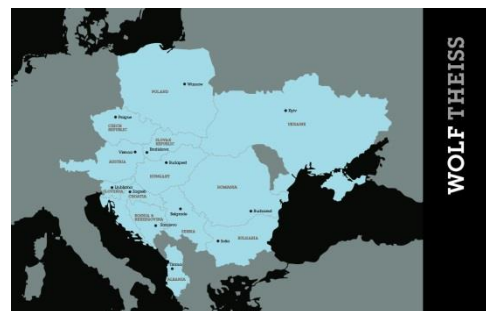 Warsaw
POLAND
Kyiv
UKRAINE
Prague
CZECH
REPUBLIC
SLOVAK
REPUBLIC
Bratislava
Vienna
AUSTRIA
Budapest
HUNGARY
Ljubljana
SLOVENIA
Zagreb
CROATIA
ROMANIA
Bucharest
BOSNIA &
HERZEGOVINA
Belgrade
Sarajevo
SERBIA
Sofia
BULGARIA
Tirana
ALBANIA
WOLF THEISS